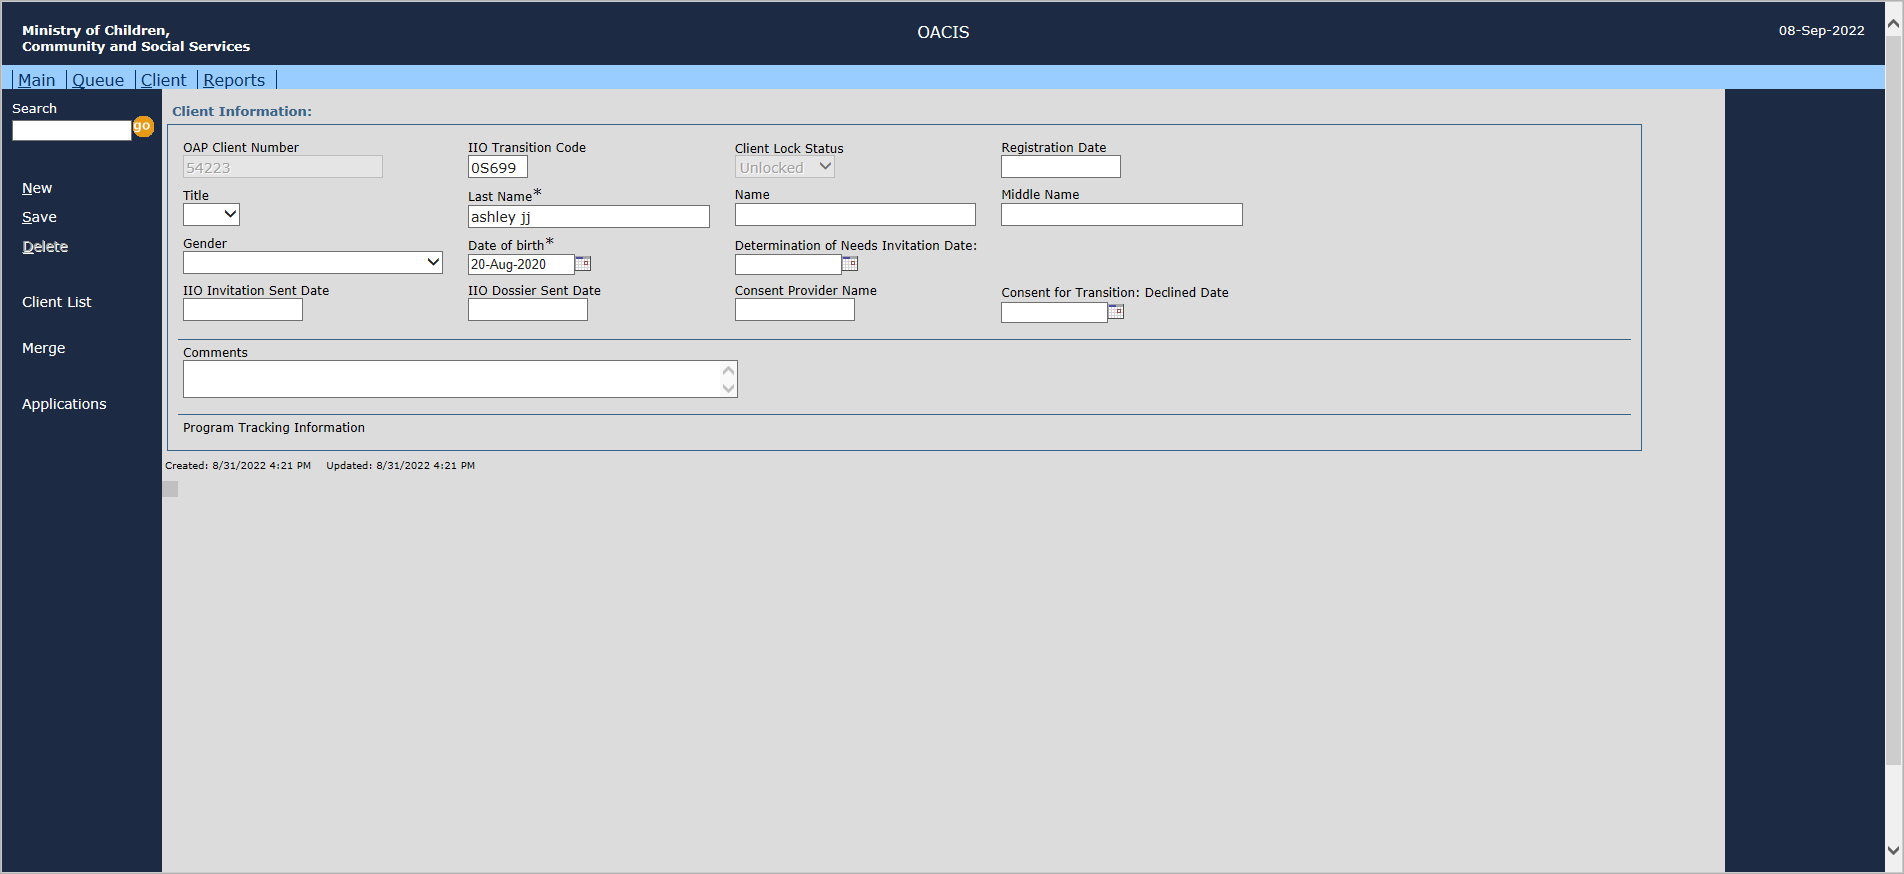 Ministry of Children,
Community and Social Services
OACIS
08-Sep-2022
Main Queue Client Reports
Search
go
New
Save
Delete
Client List
Merge
Applications
Client Information:
OAP Client Number IIO Transition Code Client Lock Status Registration Date
54223 0S699 Unlocked
Title Last Name* Name Middle Name
ashley jj
Gender Date of birth* Determination of Needs Invitation Date:
20-Aug-2020
IIO Invitation Sent Date IIO Dossier Sent Date Consent Provider Name Consent for Transition: Declined Date
Comments
Program Tracking Information
Created: 8/31/2022 4:21 PM Updated: 8/31/2022 4:21 PM